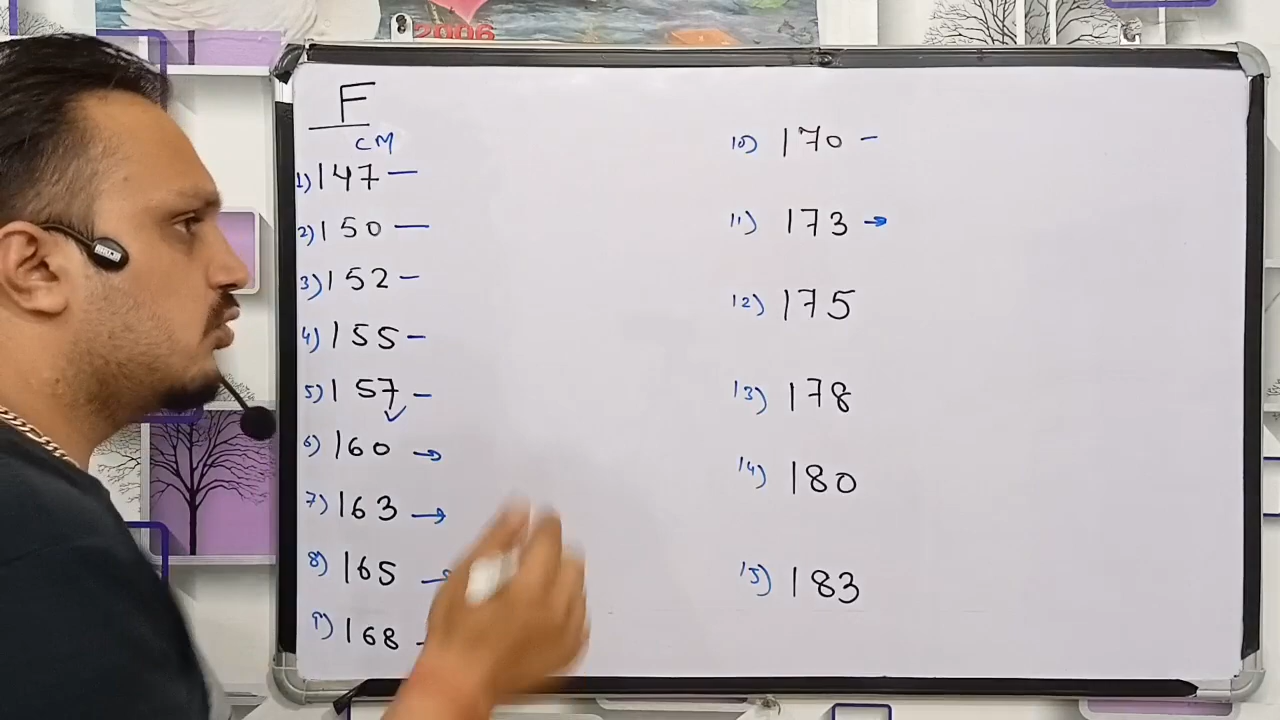 2006
F
CM
1) 147 —
2) 150 —
3) 152 –
4) 155 –
5) 157 –
6) 160 →
7) 163 →
8) 165 →
9) 168 -
10) 170 –
11) 173 →
12) 175
13) 178
14) 180
15) 183